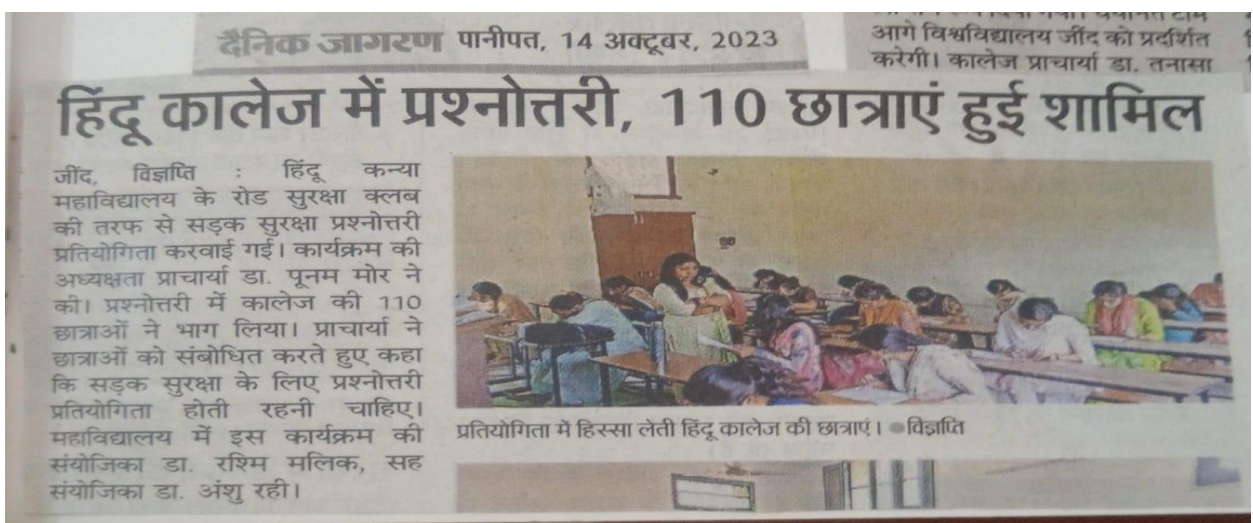 दैनिक जागरण पानीपत, 14 अक्टूबर, 2023
आगे विश्वविद्यालय जींद को प्रदर्शित
करेगी। कालेज प्राचार्या डा. तनासा
हिंदू कालेज में प्रश्नोत्तरी, 110 छात्राएं हुई शामिल
जींद, विज्ञप्ति : हिंदू कन्या
महाविद्यालय के रोड सुरक्षा क्लब
की तरफ से सड़क सुरक्षा प्रश्नोत्तरी
प्रतियोगिता करवाई गई। कार्यक्रम की
अध्यक्षता प्राचार्या डा. पूनम मोर ने
की। प्रश्नोत्तरी में कालेज की 110
छात्राओं ने भाग लिया। प्राचार्या ने
छात्राओं को संबोधित करते हुए कहा
कि सड़क सुरक्षा के लिए प्रश्नोत्तरी
प्रतियोगिता होती रहनी चाहिए।
महाविद्यालय में इस कार्यक्रम की
संयोजिका डा. रश्मि मलिक, सह
संयोजिका डा. अंशु रही।
प्रतियोगिता में हिस्सा लेती हिंदू कालेज की छात्राएं। ●विज्ञप्ति